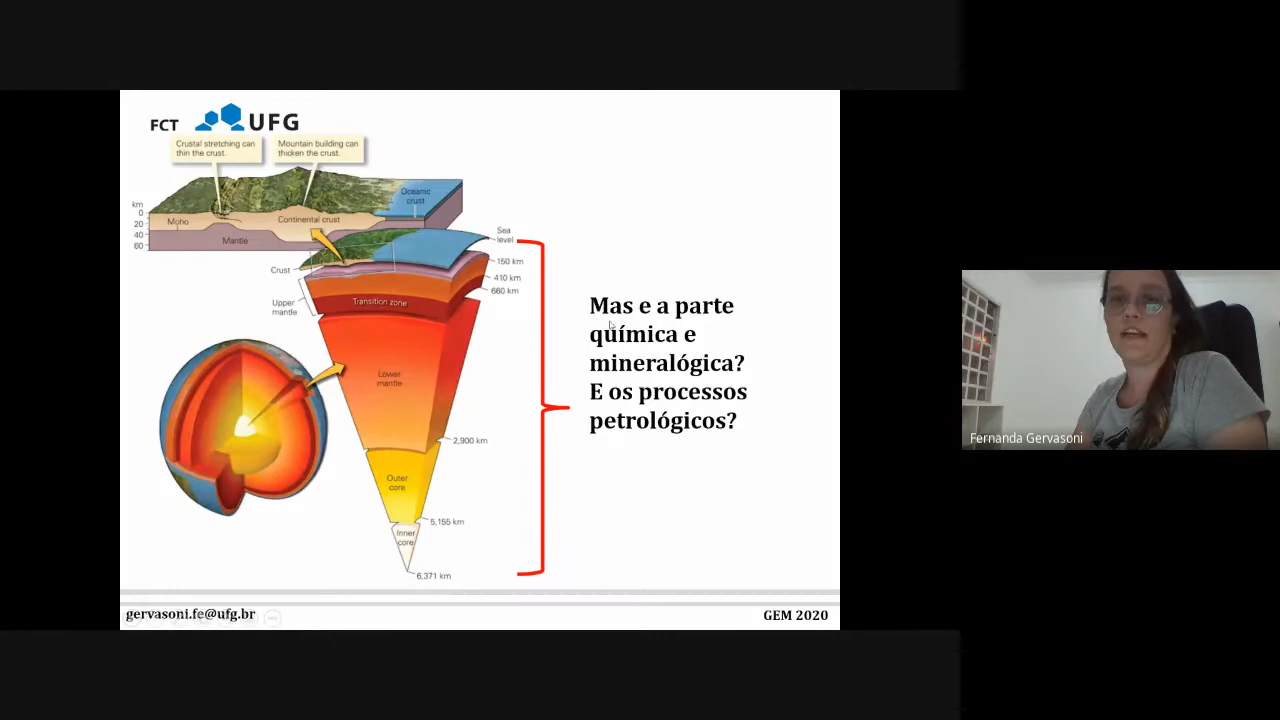 FCT UFG
Crustal stretching can
thin the crust.
Mountain building can
thicken the crust.
Oceanic
crust
km
0
20
40
60
Moho
Continental crust
Mantle
Sea
level
Crust
150 km
410 km
660 km
Upper
mantle
Transition zone
Lower
mantle
2,900 km
Outer
core
5,155 km
Inner
core
6,371 km
Mas e a parte
química e
mineralógica?
E os processos
petrológicos?
gervasoni.fe@ufg.br
GEM 2020
Fernanda Gervasoni